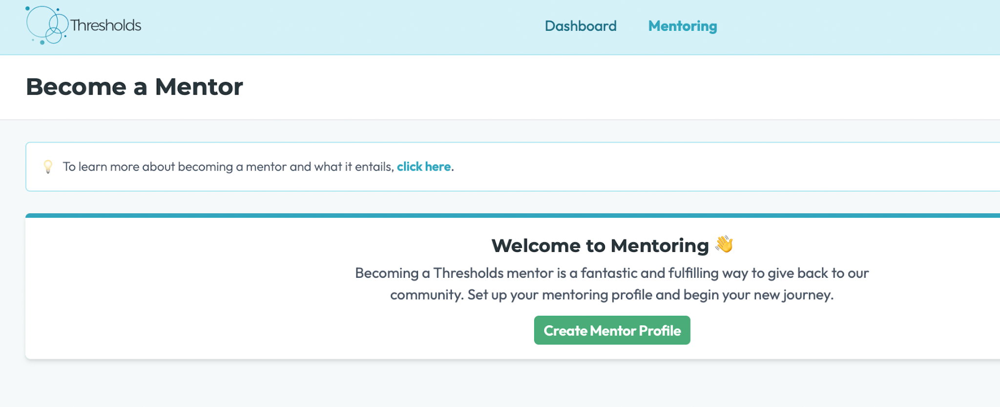 Thresholds
Dashboard
Mentoring
Become a Mentor
To learn more about becoming a mentor and what it entails, click here.
Welcome to Mentoring 👋
Becoming a Thresholds mentor is a fantastic and fulfilling way to give back to our
community. Set up your mentoring profile and begin your new journey.
Create Mentor Profile